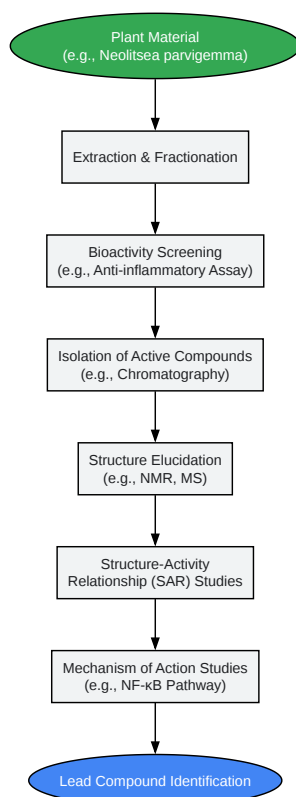 Plant Material
(e.g., Neolitsea parvigemma)
Extraction & Fractionation
Bioactivity Screening
(e.g., Anti-inflammatory Assay)
Isolation of Active Compounds
(e.g., Chromatography)
Structure Elucidation
(e.g., NMR, MS)
Structure-Activity
Relationship (SAR) Studies
Mechanism of Action Studies
(e.g., NF-κB Pathway)
Lead Compound Identification